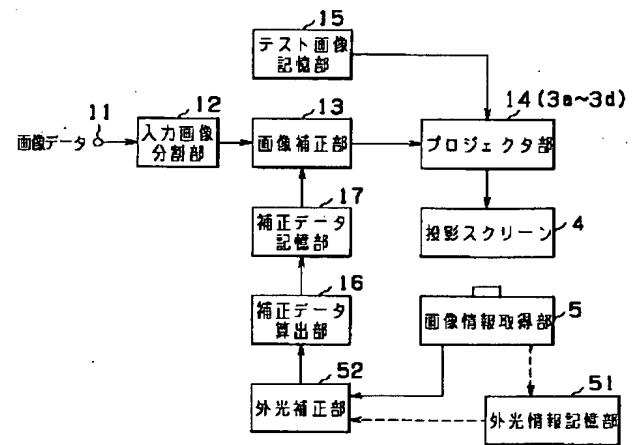 15
テスト画像
記憶部
11
画像データ
12
入力画像
分割部
13
画像補正部
14(3a~3d)
プロジェクタ部
17
補正データ
記憶部
投影スクリーン
4
16
補正データ
算出部
画像情報取得部
5
52
外光補正部
51
外光情報記憶部